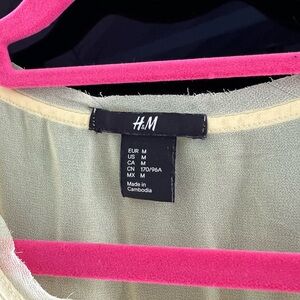 H&M
EUR M
US M
CA M
CN 170/96A
MX M
Made in
Cambodia